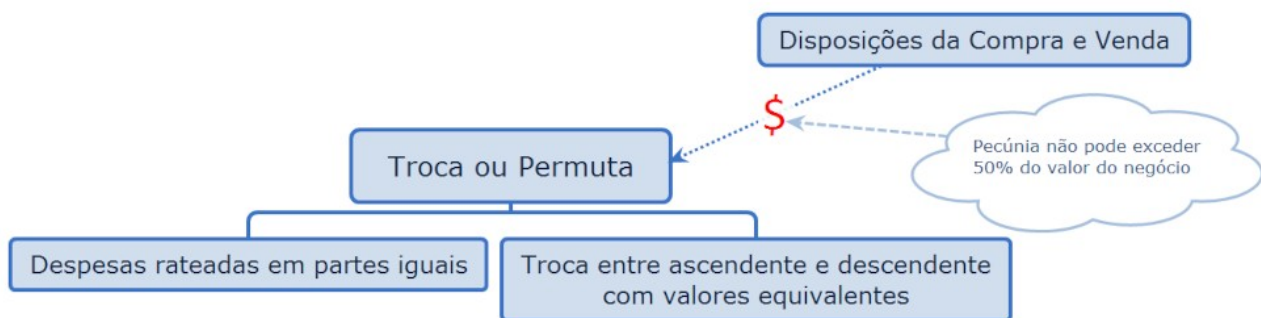 Disposições da Compra e Venda
$
Pecúnia não pode exceder
50% do valor do negócio
Troca ou Permuta
Despesas rateadas em partes iguais
Troca entre ascendente e descendente
com valores equivalentes